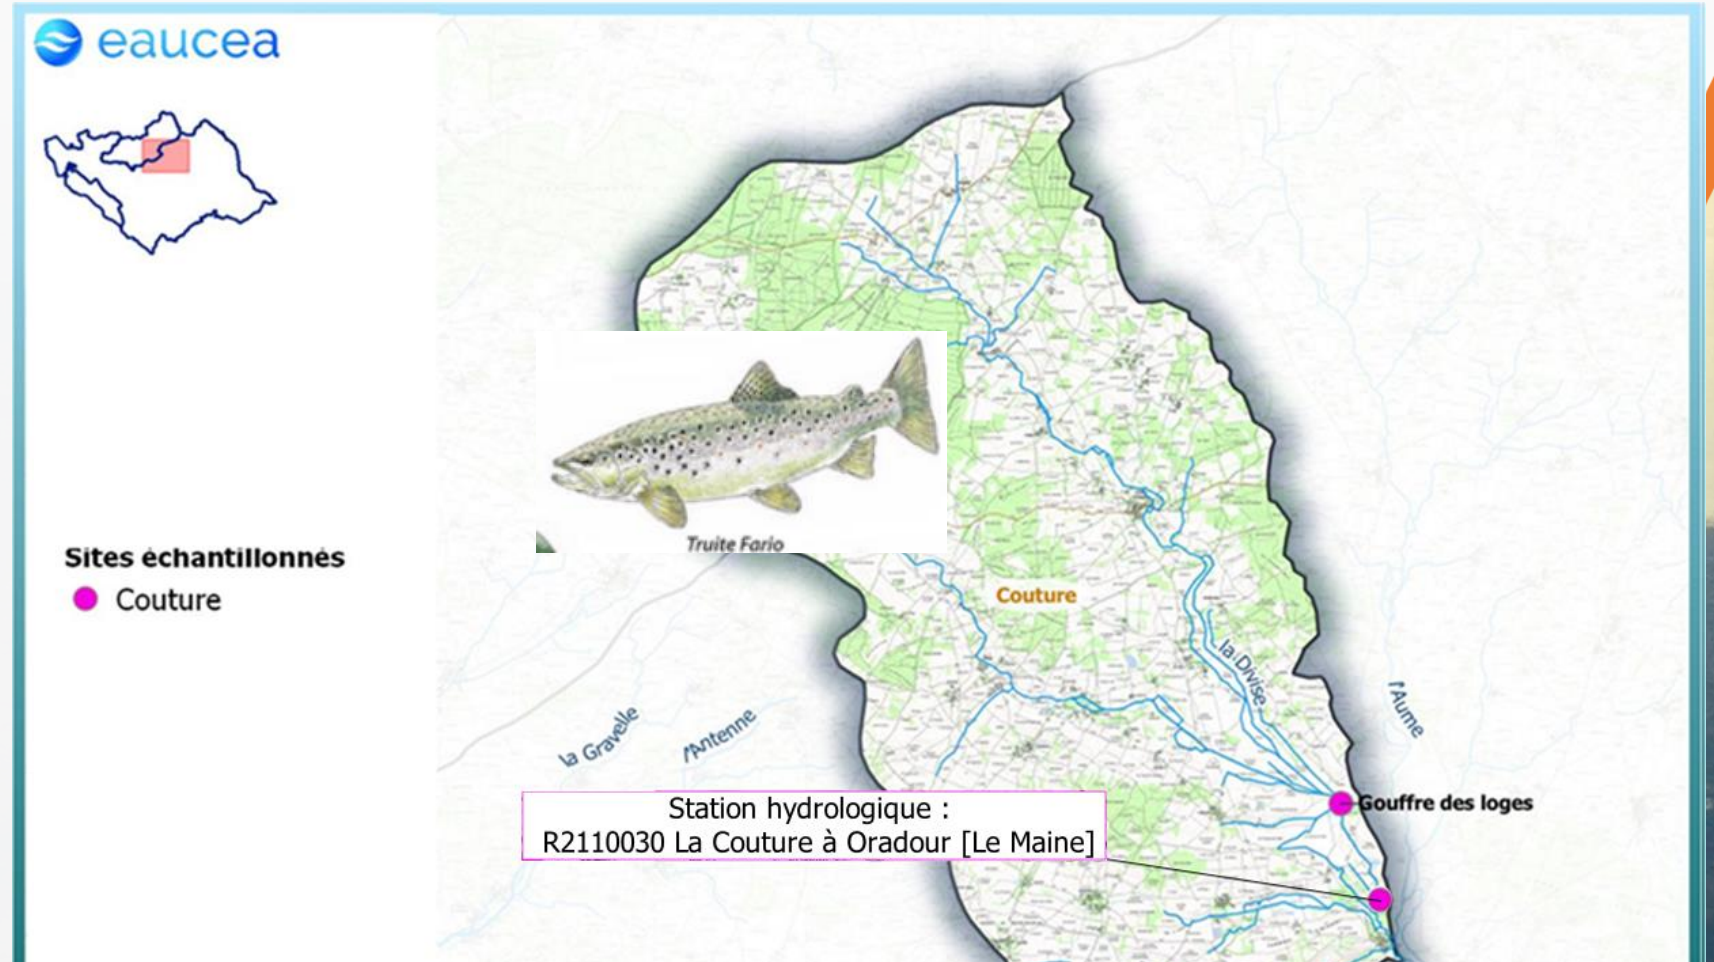 eaucea
Truite Fario
Sites échantillonnés
Couture
Couture
la Divise
l'Aume
la Gravelle
l'Antenne
Gouffre des loges
Station hydrologique :
R2110030 La Couture à Oradour [Le Maine]